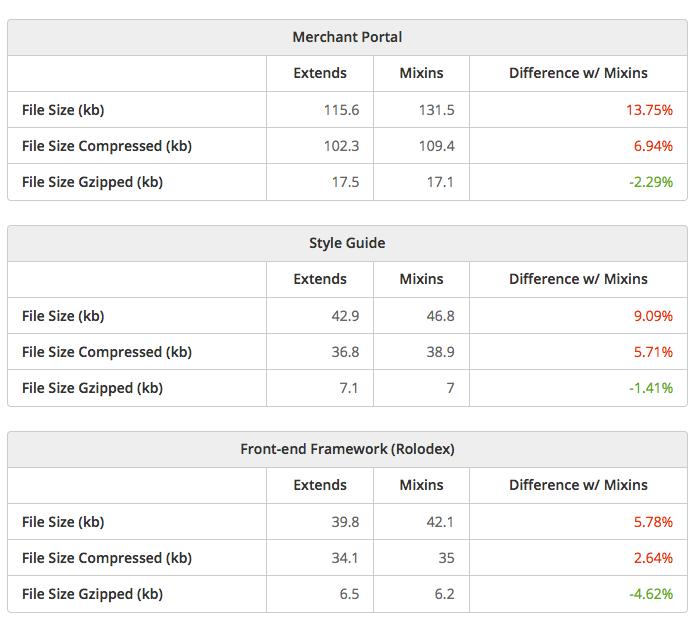 Merchant Portal
Extends Mixins Difference w/ Mixins
File Size (kb) 115.6 131.5 13.75%
File Size Compressed (kb) 102.3 109.4 6.94%
File Size Gzipped (kb) 17.5 17.1 -2.29%
Style Guide
Extends Mixins Difference w/ Mixins
File Size (kb) 42.9 46.8 9.09%
File Size Compressed (kb) 36.8 38.9 5.71%
File Size Gzipped (kb) 7.1 7 -1.41%
Front-end Framework (Rolodex)
Extends Mixins Difference w/ Mixins
File Size (kb) 39.8 42.1 5.78%
File Size Compressed (kb) 34.1 35 2.64%
File Size Gzipped (kb) 6.5 6.2 -4.62%